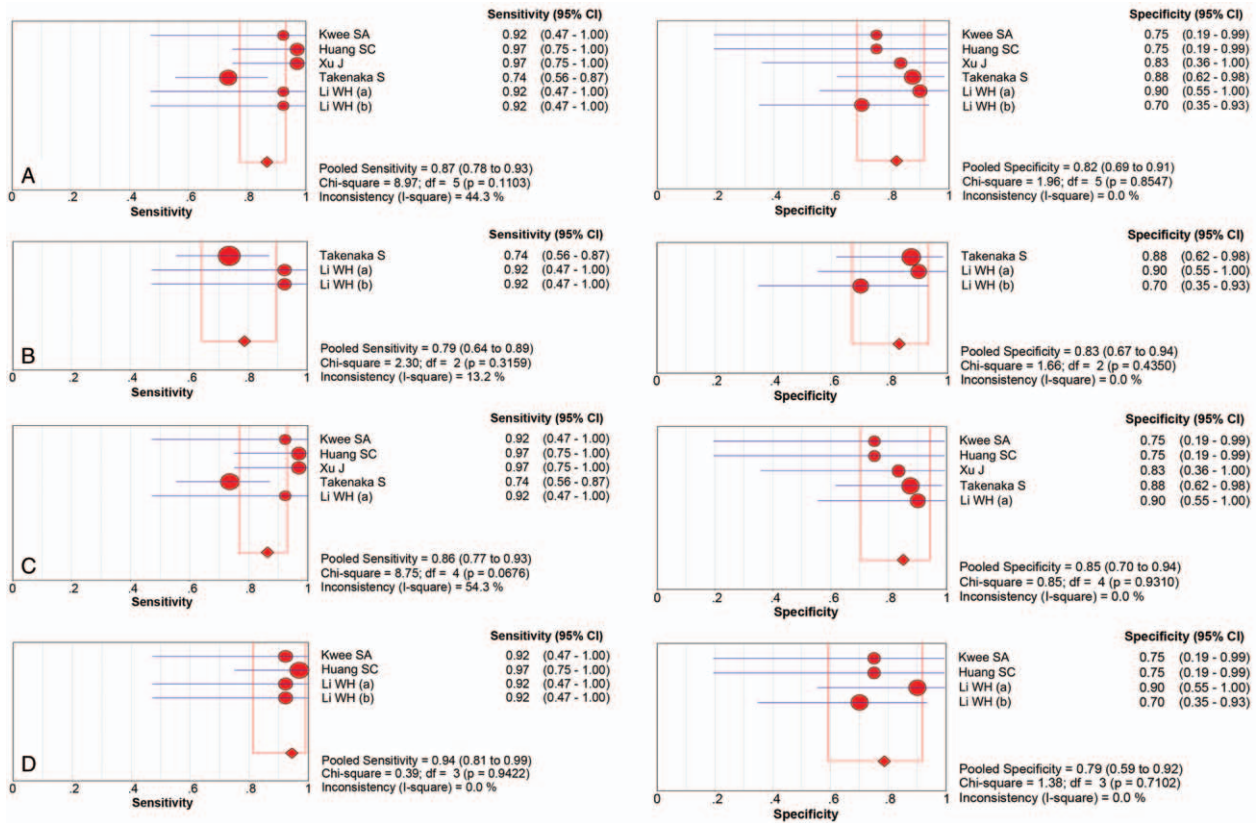 Sensitivity (95% CI)
Kwee SA 0.92 (0.47 - 1.00)
Huang SC 0.97 (0.75 - 1.00)
Xu J 0.97 (0.75 - 1.00)
Takenaka S 0.74 (0.56 - 0.87)
Li WH (a) 0.92 (0.47 - 1.00)
Li WH (b) 0.92 (0.47 - 1.00)
A
Pooled Sensitivity = 0.87 (0.78 to 0.93)
Chi-square = 8.97; df = 5 (p = 0.1103)
Inconsistency (I-square) = 44.3 %
0 .2 .4 .6 .8 1
Sensitivity
Specificity (95% CI)
Kwee SA 0.75 (0.19 - 0.99)
Huang SC 0.75 (0.19 - 0.99)
Xu J 0.83 (0.36 - 1.00)
Takenaka S 0.88 (0.62 - 0.98)
Li WH (a) 0.90 (0.55 - 1.00)
Li WH (b) 0.70 (0.35 - 0.93)
Pooled Specificity = 0.82 (0.69 to 0.91)
Chi-square = 1.96; df = 5 (p = 0.8547)
Inconsistency (I-square) = 0.0 %
0 .2 .4 .6 .8 1
Specificity
Sensitivity (95% CI)
Takenaka S 0.74 (0.56 - 0.87)
Li WH (a) 0.92 (0.47 - 1.00)
Li WH (b) 0.92 (0.47 - 1.00)
B
Pooled Sensitivity = 0.79 (0.64 to 0.89)
Chi-square = 2.30; df = 2 (p = 0.3159)
Inconsistency (I-square) = 13.2 %
0 .2 .4 .6 .8 1
Sensitivity
Specificity (95% CI)
Takenaka S 0.88 (0.62 - 0.98)
Li WH (a) 0.90 (0.55 - 1.00)
Li WH (b) 0.70 (0.35 - 0.93)
Pooled Specificity = 0.83 (0.67 to 0.94)
Chi-square = 1.66; df = 2 (p = 0.4350)
Inconsistency (I-square) = 0.0 %
0 .2 .4 .6 .8 1
Specificity
Sensitivity (95% CI)
Kwee SA 0.92 (0.47 - 1.00)
Huang SC 0.97 (0.75 - 1.00)
Xu J 0.97 (0.75 - 1.00)
Takenaka S 0.74 (0.56 - 0.87)
Li WH (a) 0.92 (0.47 - 1.00)
C
Pooled Sensitivity = 0.86 (0.77 to 0.93)
Chi-square = 8.75; df = 4 (p = 0.0676)
Inconsistency (I-square) = 54.3 %
0 .2 .4 .6 .8 1
Sensitivity
Specificity (95% CI)
Kwee SA 0.75 (0.19 - 0.99)
Huang SC 0.75 (0.19 - 0.99)
Xu J 0.83 (0.36 - 1.00)
Takenaka S 0.88 (0.62 - 0.98)
Li WH (a) 0.90 (0.55 - 1.00)
Pooled Specificity = 0.85 (0.70 to 0.94)
Chi-square = 0.85; df = 4 (p = 0.9310)
Inconsistency (I-square) = 0.0 %
0 .2 .4 .6 .8 1
Specificity
Sensitivity (95% CI)
Kwee SA 0.92 (0.47 - 1.00)
Huang SC 0.97 (0.75 - 1.00)
Li WH (a) 0.92 (0.47 - 1.00)
Li WH (b) 0.92 (0.47 - 1.00)
D
Pooled Sensitivity = 0.94 (0.81 to 0.99)
Chi-square = 0.39; df = 3 (p = 0.9422)
Inconsistency (I-square) = 0.0 %
0 .2 .4 .6 .8 1
Sensitivity
Specificity (95% CI)
Kwee SA 0.75 (0.19 - 0.99)
Huang SC 0.75 (0.19 - 0.99)
Li WH (a) 0.90 (0.55 - 1.00)
Li WH (b) 0.70 (0.35 - 0.93)
Pooled Specificity = 0.79 (0.59 to 0.92)
Chi-square = 1.38; df = 3 (p = 0.7102)
Inconsistency (I-square) = 0.0 %
0 .2 .4 .6 .8 1
Specificity